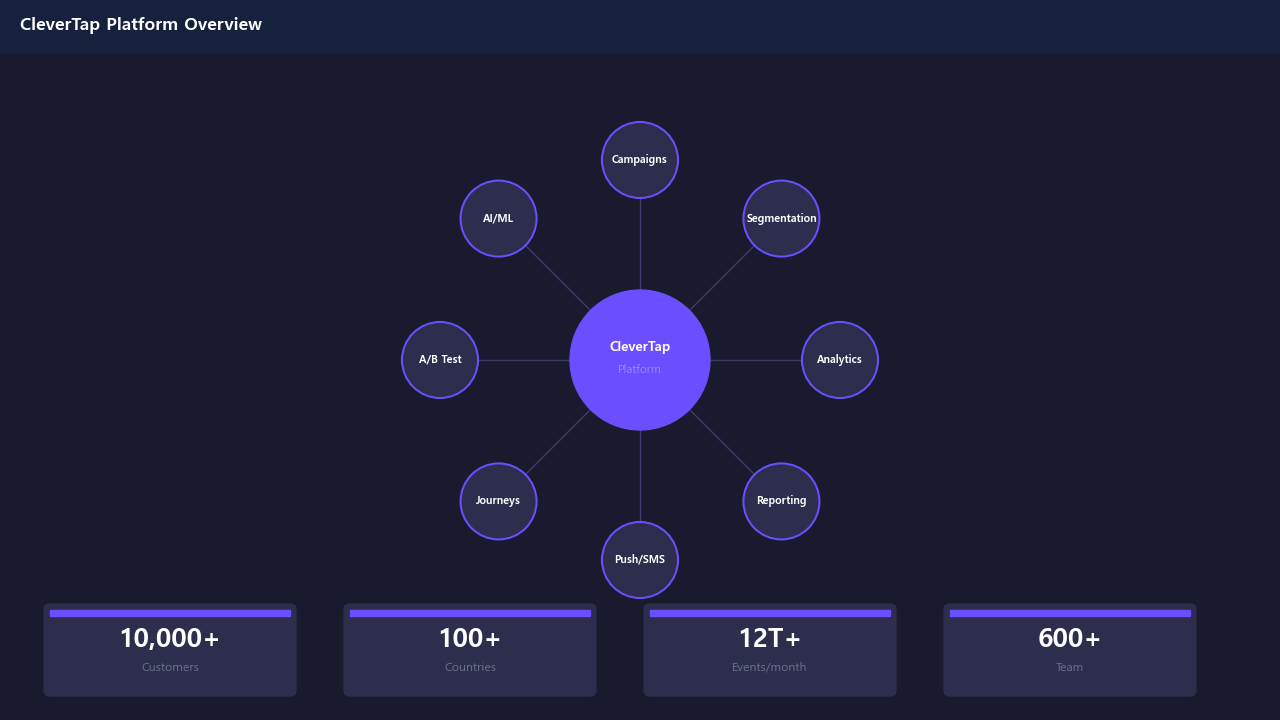 CleverTap Platform Overview
Campaigns
AI/ML
Segmentation
CleverTap
Platform
A/B Test
Analytics
Journeys
Reporting
Push/SMS
10,000+
Customers
100+
Countries
12T+
Events/month
600+
Team